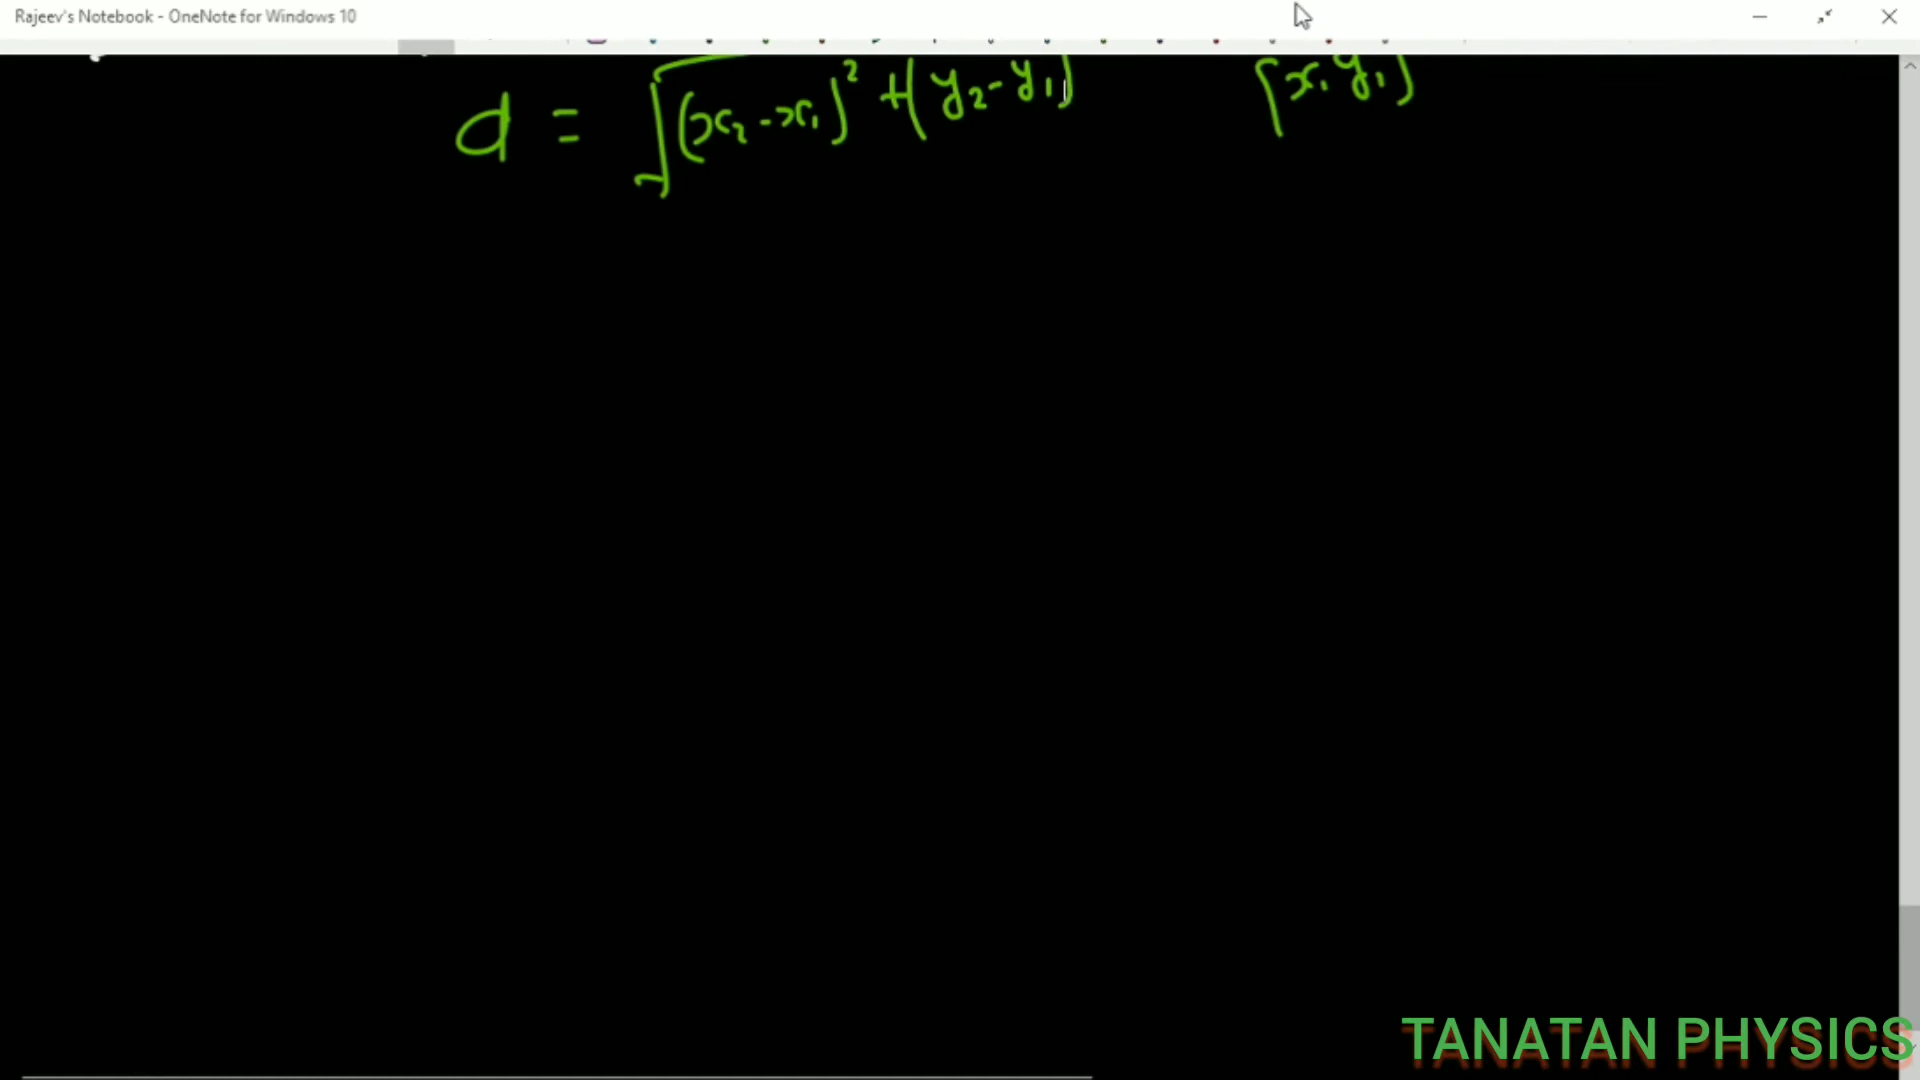 Rajeev's Notebook - OneNote for Windows 10
d = √(x₂-x₁)² + (y₂-y₁) (x₁ y₁)
TANATAN PHYSICS